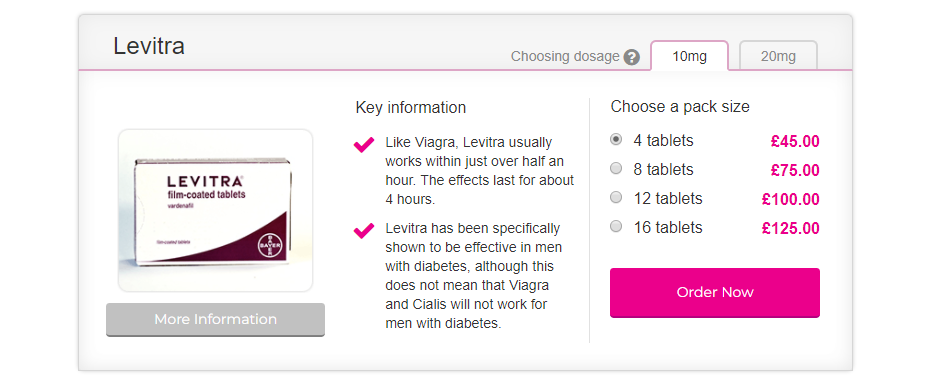 Levitra
Choosing dosage ?
10mg
20mg
LEVITRA®
film-coated tablets
vardenafil
film-coated tablets
BAYER
BAYER
More Information
Key information
Like Viagra, Levitra usually
works within just over half an
hour. The effects last for about
4 hours.
Levitra has been specifically
shown to be effective in men
with diabetes, although this
does not mean that Viagra
and Cialis will not work for
men with diabetes.
Choose a pack size
4 tablets £45.00
8 tablets £75.00
12 tablets £100.00
16 tablets £125.00
Order Now